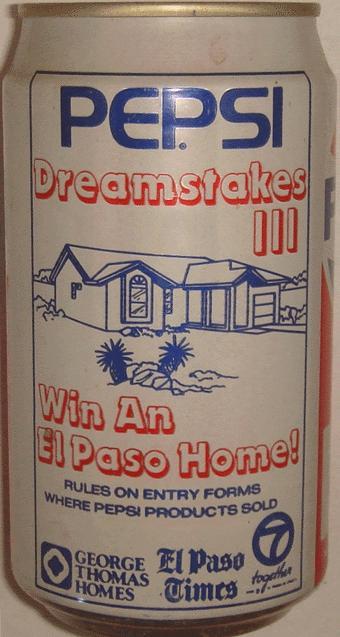 PEPSI
Dreamstakes
III
Win An
El Paso Home!
RULES ON ENTRY FORMS
WHERE PEPSI PRODUCTS SOLD
GEORGE
THOMAS
HOMES
El Paso
Times
7
together